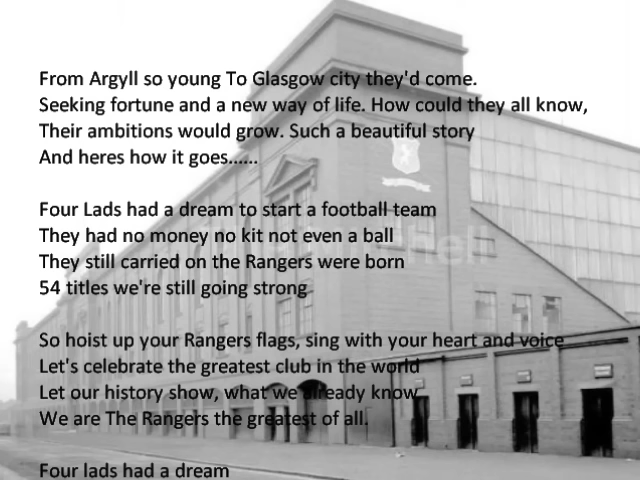 From Argyll so young To Glasgow city they'd come.
Seeking fortune and a new way of life. How could they all know,
Their ambitions would grow. Such a beautiful story
And heres how it goes......
Four Lads had a dream to start a football team
They had no money no kit not even a ball
They still carried on the Rangers were born
54 titles we're still going strong
So hoist up your Rangers flags, sing with your heart and voice
Let's celebrate the greatest club in the world
Let our history show, what we already know
We are The Rangers the greatest of all.
Four lads had a dream